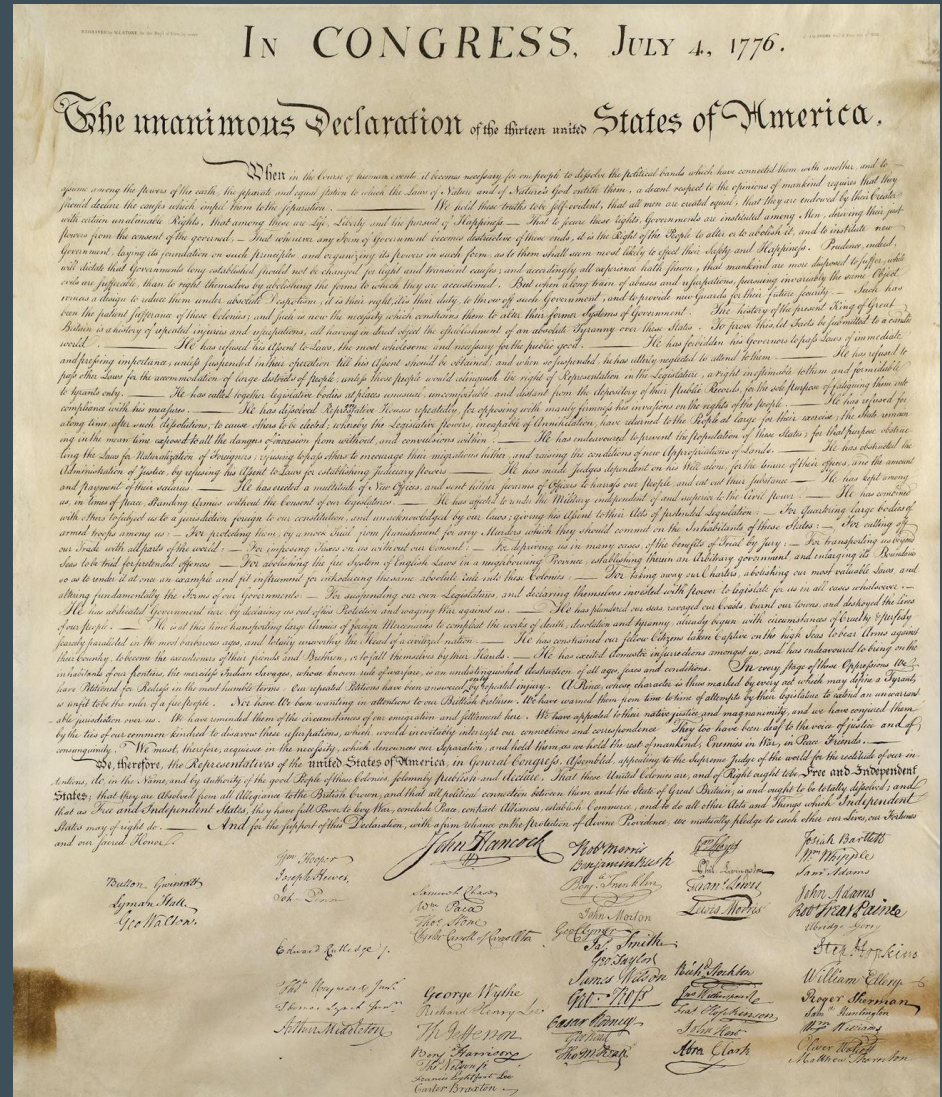 IN CONGRESS, JULY 4, 1776.
The unanimous Declaration of the thirteen united States of America.
When in the Course of human events, it becomes necessary for one people to dissolve the political bands which have connected them with another, and to
assume among the powers of the earth, the separate and equal station to which the Laws of Nature and of Nature's God entitle them, a decent respect to the opinions of mankind requires that they
should declare the causes which impel them to the separation. — We hold these truths to be self-evident, that all men are created equal, that they are endowed by their Creator
with certain unalienable Rights, that among these are Life, Liberty and the pursuit of Happiness.— That to secure these rights, Governments are instituted among Men, deriving their just
powers from the consent of the governed,— That whenever any Form of Government becomes destructive of these ends, it is the Right of the People to alter or to abolish it, and to institute new
Government, laying its foundation on such principles, and organizing its powers in such form, as to them shall seem most likely to effect their Safety and Happiness. Prudence, indeed,
will dictate that Governments long established should not be changed for light and transient causes; and accordingly all experience hath shewn, that mankind are more disposed to suffer, while
evils are sufferable, than to right themselves by abolishing the forms to which they are accustomed. But when a long train of abuses and usurpations, pursuing invariably the same Object
evinces a design to reduce them under absolute Despotism, it is their right, it is their duty, to throw off such Government, and to provide new Guards for their future security.— Such has
been the patient sufferance of these Colonies; and such is now the necessity which constrains them to alter their former Systems of Government. The history of the present King of Great
Britain is a history of repeated injuries and usurpations, all having in direct object the establishment of an absolute Tyranny over these States. To prove this, let Facts be submitted to a candid
world. — He has refused his Assent to Laws, the most wholesome and necessary for the public good. — He has forbidden his Governors to pass Laws of immediate
and pressing importance, unless suspended in their operation till his Assent should be obtained; and when so suspended, he has utterly neglected to attend to them. — He has refused to
pass other Laws for the accommodation of large districts of people, unless those people would relinquish the right of Representation in the Legislature, a right inestimable to them and formidable
to tyrants only. — He has called together legislative bodies at places unusual, uncomfortable, and distant from the depository of their Public Records, for the sole purpose of fatiguing them into
compliance with his measures. — He has dissolved Representative Houses repeatedly, for opposing with manly firmness his invasions on the rights of the people. — He has refused for
a long time, after such dissolutions, to cause others to be elected; whereby the Legislative powers, incapable of Annihilation, have returned to the People at large for their exercise; the State remain
ing in the mean time exposed to all the dangers of invasion from without, and convulsions within. — He has endeavoured to prevent the population of these States; for that purpose obstruc
ting the Laws for Naturalization of Foreigners; refusing to pass others to encourage their migrations hither, and raising the conditions of new Appropriations of Lands. — He has obstructed the
Administration of Justice, by refusing his Assent to Laws for establishing Judiciary powers. — He has made Judges dependent on his Will alone, for the tenure of their offices, and the amount
and payment of their salaries. — He has erected a multitude of New Offices, and sent hither swarms of Officers to harrass our people, and eat out their substance. — He has kept among
us, in times of peace, Standing Armies without the Consent of our legislatures. — He has affected to render the Military independent of and superior to the Civil power. — He has combined
with others to subject us to a jurisdiction foreign to our constitution, and unacknowledged by our laws; giving his Assent to their Acts of pretended Legislation: — For Quartering large bodies of
armed troops among us: — For protecting them, by a mock Trial, from punishment for any Murders which they should commit on the Inhabitants of these States: — For cutting off
our Trade with all parts of the world: — For imposing Taxes on us without our Consent: — For depriving us in many cases, of the benefits of Trial by Jury: — For transporting us beyond
Seas to be tried for pretended offences — For abolishing the free System of English Laws in a neighbouring Province, establishing therein an Arbitrary government, and enlarging its Boundaries
so as to render it at once an example and fit instrument for introducing the same absolute rule into these Colonies: — For taking away our Charters, abolishing our most valuable Laws, and
altering fundamentally the Forms of our Governments: — For suspending our own Legislatures, and declaring themselves invested with power to legislate for us in all cases whatsoever. —
He has abdicated Government here, by declaring us out of his Protection and waging War against us. — He has plundered our seas, ravaged our Coasts, burnt our towns, and destroyed the lives
of our people. — He is at this time transporting large Armies of foreign Mercenaries to compleat the works of death, desolation and tyranny, already begun with circumstances of Cruelty & perfidy
scarcely paralleled in the most barbarous ages, and totally unworthy the Head of a civilized nation. — He has constrained our fellow Citizens taken Captive on the high Seas to bear Arms against
their Country, to become the executioners of their friends and Brethren, or to fall themselves by their Hands. — He has excited domestic insurrections amongst us, and has endeavoured to bring on the
inhabitants of our frontiers, the merciless Indian Savages, whose known rule of warfare, is an undistinguished destruction of all ages, sexes and conditions. In every stage of these Oppressions We
have Petitioned for Redress in the most humble terms: Our repeated Petitions have been answered only by repeated injury. A Prince, whose character is thus marked by every act which may define a Tyrant,
is unfit to be the ruler of a free people. Nor have We been wanting in attentions to our Brittish brethren. We have warned them from time to time of attempts by their legislature to extend an unwarrant
able jurisdiction over us. We have reminded them of the circumstances of our emigration and settlement here. We have appealed to their native justice and magnanimity, and we have conjured them
by the ties of our common kindred to disavow these usurpations, which, would inevitably interrupt our connections and correspondence. They too have been deaf to the voice of justice and of
consanguinity. We must, therefore, acquiesce in the necessity, which denounces our Separation, and hold them, as we hold the rest of mankind, Enemies in War, in Peace Friends. —
We, therefore, the Representatives of the united States of America, in General Congress, Assembled, appealing to the Supreme Judge of the world for the rectitude of our in-
tentions, do, in the Name, and by Authority of the good People of these Colonies, solemnly publish and declare, That these United Colonies are, and of Right ought to be Free and Independent
States; that they are Absolved from all Allegiance to the British Crown, and that all political connection between them and the State of Great Britain, is and ought to be totally dissolved; and
that as Free and Independent States, they have full Power to levy War, conclude Peace, contract Alliances, establish Commerce, and to do all other Acts and Things which Independent
States may of right do. — And for the support of this Declaration, with a firm reliance on the protection of divine Providence, we mutually pledge to each other our Lives, our Fortunes
and our sacred Honor.
John Hancock
Button Gwinnett
Lyman Hall
Geo Walton.
Wm Hooper
Joseph Hewes,
John Penn
Edward Rutledge /.
Thos Heyward Junr.
Thomas Lynch Junr.
Arthur Middleton
Samuel Chase
Wm Paca
Thos Stone
Charles Carroll of Carrollton
George Wythe
Richard Henry Lee
Th Jefferson
Benj Harrison
Thos Nelson jr.
Francis Lightfoot Lee
Carter Braxton
Robt Morris
Benjamin Rush
Benj. Franklin
John Morton
Geo Clymer
Jas. Smith
Geo. Taylor
James Wilson
Geo. Ross
Caesar Rodney
Geo Read
Tho M:Kean
Wm Floyd
Phil. Livingston
Frans. Lewis
Lewis Morris
Richd. Stockton
Jno Witherspoon
Fras. Hopkinson
John Hart
Abra Clark
Josiah Bartlett
Wm: Whipple
Saml Adams
John Adams
Robt Treat Paine
Elbridge Gerry
Step. Hopkins
William Ellery
Roger Sherman
Saml Huntington
Wm Williams
Oliver Wolcott
Matthew Thornton